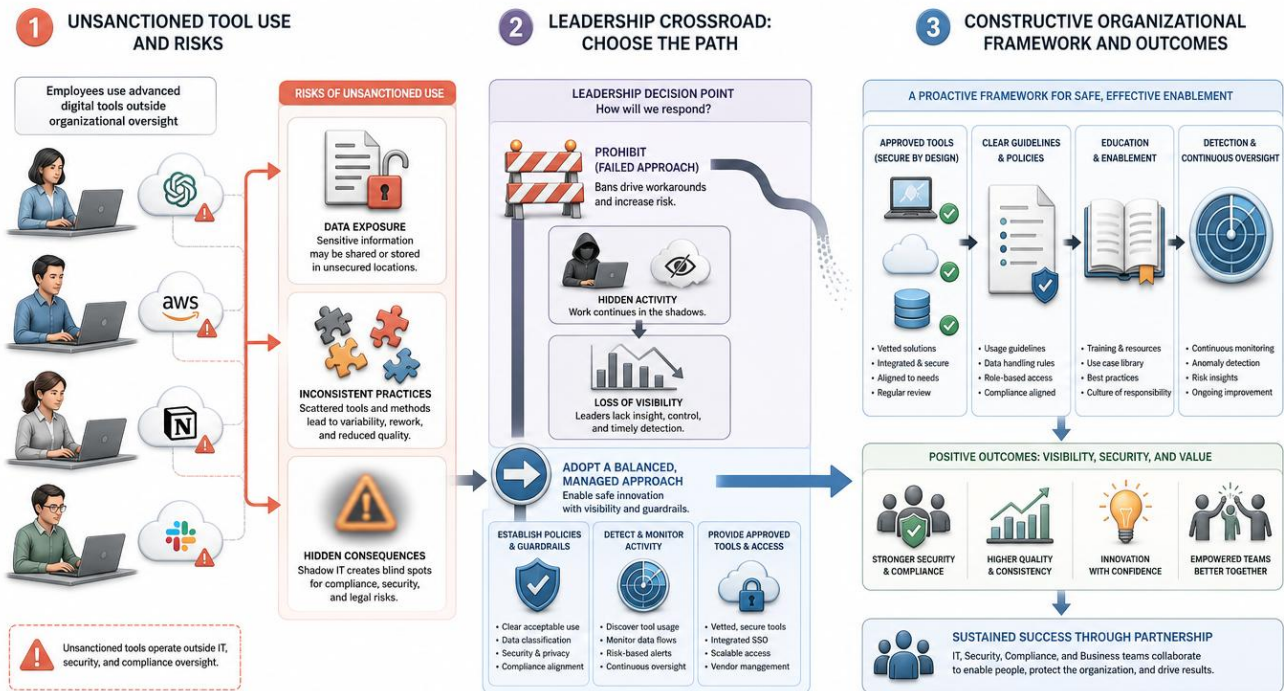 1
UNSANCTIONED TOOL USE
AND RISKS
Employees use advanced
digital tools outside
organizational oversight
aws
N
Unsanctioned tools operate outside IT,
security, and compliance oversight.
RISKS OF UNSANCTIONED USE
DATA EXPOSURE
Sensitive information
may be shared or stored
in unsecured locations.
INCONSISTENT PRACTICES
Scattered tools and methods
lead to variability, rework,
and reduced quality.
HIDDEN CONSEQUENCES
Shadow IT creates blind spots
for compliance, security,
and legal risks.
2
LEADERSHIP CROSSROAD:
CHOOSE THE PATH
LEADERSHIP DECISION POINT
How will we respond?
PROHIBIT
(FAILED APPROACH)
Bans drive workarounds
and increase risk.
HIDDEN ACTIVITY
Work continues in the shadows.
LOSS OF VISIBILITY
Leaders lack insight, control,
and timely detection.
ADOPT A BALANCED,
MANAGED APPROACH
Enable safe innovation
with visibility and guardrails.
ESTABLISH POLICIES
& GUARDRAILS
• Clear acceptable use
• Data classification
• Security & privacy
• Compliance alignment
DETECT & MONITOR
ACTIVITY
• Discover tool usage
• Monitor data flows
• Risk-based alerts
• Continuous oversight
PROVIDE APPROVED
TOOLS & ACCESS
• Vetted, secure tools
• Integrated SSO
• Scalable access
• Vendor management
3
CONSTRUCTIVE ORGANIZATIONAL
FRAMEWORK AND OUTCOMES
A PROACTIVE FRAMEWORK FOR SAFE, EFFECTIVE ENABLEMENT
APPROVED TOOLS
(SECURE BY DESIGN)
• Vetted solutions
• Integrated & secure
• Aligned to needs
• Regular review
CLEAR GUIDELINES
& POLICIES
• Usage guidelines
• Data handling rules
• Role-based access
• Compliance aligned
EDUCATION
& ENABLEMENT
• Training & resources
• Use case library
• Best practices
• Culture of responsibility
DETECTION &
CONTINUOUS OVERSIGHT
• Continuous monitoring
• Anomaly detection
• Risk insights
• Ongoing improvement
POSITIVE OUTCOMES: VISIBILITY, SECURITY, AND VALUE
STRONGER SECURITY
& COMPLIANCE
HIGHER QUALITY
& CONSISTENCY
INNOVATION
WITH CONFIDENCE
EMPOWERED TEAMS
BETTER TOGETHER
SUSTAINED SUCCESS THROUGH PARTNERSHIP
IT, Security, Compliance, and Business teams collaborate
to enable people, protect the organization, and drive results.